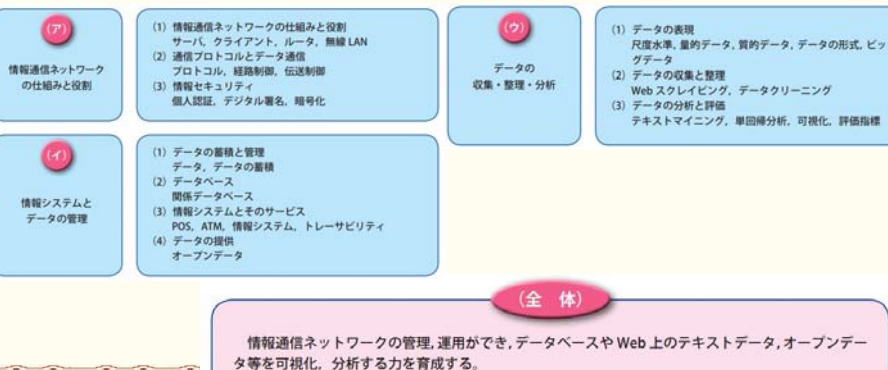 (ア)
情報通信ネットワーク
の仕組みと役割
(1) 情報通信ネットワークの仕組みと役割
サーバ，クライアント，ルータ，無線 LAN
(2) 通信プロトコルとデータ通信
プロトコル，経路制御，伝送制御
(3) 情報セキュリティ
個人認証，デジタル署名，暗号化
(イ)
情報システムと
データの管理
(1) データの蓄積と管理
データ，データの蓄積
(2) データベース
関係データベース
(3) 情報システムとそのサービス
POS，ATM，情報システム，トレーサビリティ
(4) データの提供
オープンデータ
(ウ)
データの
収集・整理・分析
(1) データの表現
尺度水準，量的データ，質的データ，データの形式，ビッ
グデータ
(2) データの収集と整理
Web スクレイピング，データクリーニング
(3) データの分析と評価
テキストマイニング，単回帰分析，可視化，評価指標
(全 体)
情報通信ネットワークの管理，運用ができ，データベースや Web 上のテキストデータ，オープンデー
タ等を可視化，分析する力を育成する。